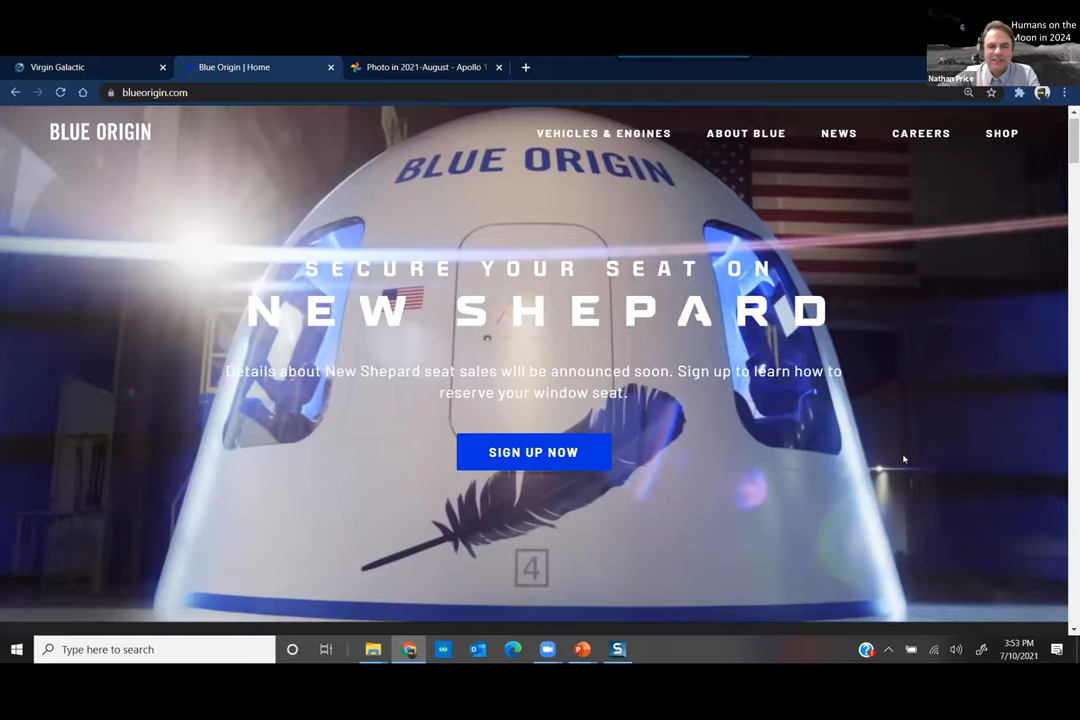 Humans on the
Moon in 2024
Nathan Price
Virgin Galactic
Blue Origin | Home
Photo in 2021-August - Apollo 1
blueorigin.com
BLUE ORIGIN
VEHICLES & ENGINES
ABOUT BLUE
NEWS
CAREERS
SHOP
BLUE ORIGIN
SECURE YOUR SEAT ON
NEW SHEPARD
Details about New Shepard seat sales will be announced soon. Sign up to learn how to
reserve your window seat.
SIGN UP NOW
4
Type here to search
3:53 PM
7/10/2021